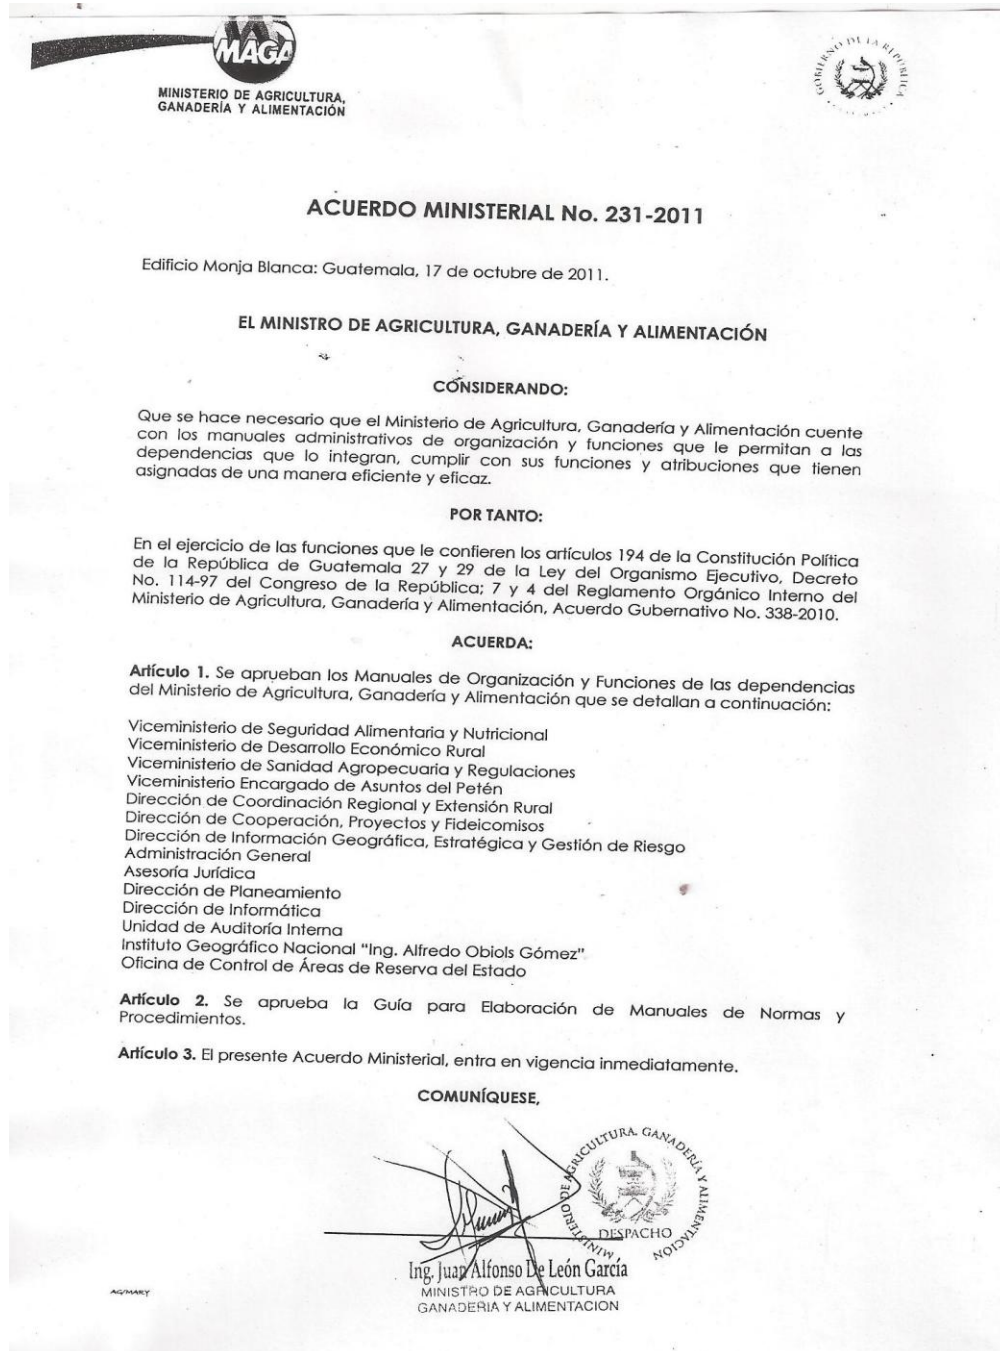 MAGA
MINISTERIO DE AGRICULTURA,
GANADERÍA Y ALIMENTACIÓN
GOBIERNO DE LA REPÚBLICA
ACUERDO MINISTERIAL No. 231-2011
Edificio Monja Blanca: Guatemala, 17 de octubre de 2011.
EL MINISTRO DE AGRICULTURA, GANADERÍA Y ALIMENTACIÓN
CONSIDERANDO:
Que se hace necesario que el Ministerio de Agricultura, Ganadería y Alimentación cuente
con los manuales administrativos de organización y funciones que le permitan a las
dependencias que lo integran, cumplir con sus funciones y atribuciones que tienen
asignadas de una manera eficiente y eficaz.
POR TANTO:
En el ejercicio de las funciones que le confieren los artículos 194 de la Constitución Política
de la República de Guatemala 27 y 29 de la Ley del Organismo Ejecutivo, Decreto
No. 114-97 del Congreso de la República; 7 y 4 del Reglamento Orgánico Interno del
Ministerio de Agricultura, Ganadería y Alimentación, Acuerdo Gubernativo No. 338-2010.
ACUERDA:
Artículo 1. Se aprueban los Manuales de Organización y Funciones de las dependencias
del Ministerio de Agricultura, Ganadería y Alimentación que se detallan a continuación:
Viceministerio de Seguridad Alimentaria y Nutricional
Viceministerio de Desarrollo Económico Rural
Viceministerio de Sanidad Agropecuaria y Regulaciones
Viceministerio Encargado de Asuntos del Petén
Dirección de Coordinación Regional y Extensión Rural
Dirección de Cooperación, Proyectos y Fideicomisos
Dirección de Información Geográfica, Estratégica y Gestión de Riesgo
Administración General
Asesoría Jurídica
Dirección de Planeamiento
Dirección de Informática
Unidad de Auditoría Interna
Instituto Geográfico Nacional "Ing. Alfredo Obiols Gómez"
Oficina de Control de Áreas de Reserva del Estado
Artículo 2. Se aprueba la Guía para Elaboración de Manuales de Normas y
Procedimientos.
Artículo 3. El presente Acuerdo Ministerial, entra en vigencia inmediatamente.
COMUNÍQUESE,
MINISTERIO DE AGRICULTURA, GANADERÍA Y ALIMENTACION
DESPACHO
Ing. Juan Alfonso De León García
MINISTRO DE AGRICULTURA
GANADERIA Y ALIMENTACION
AG/MARY